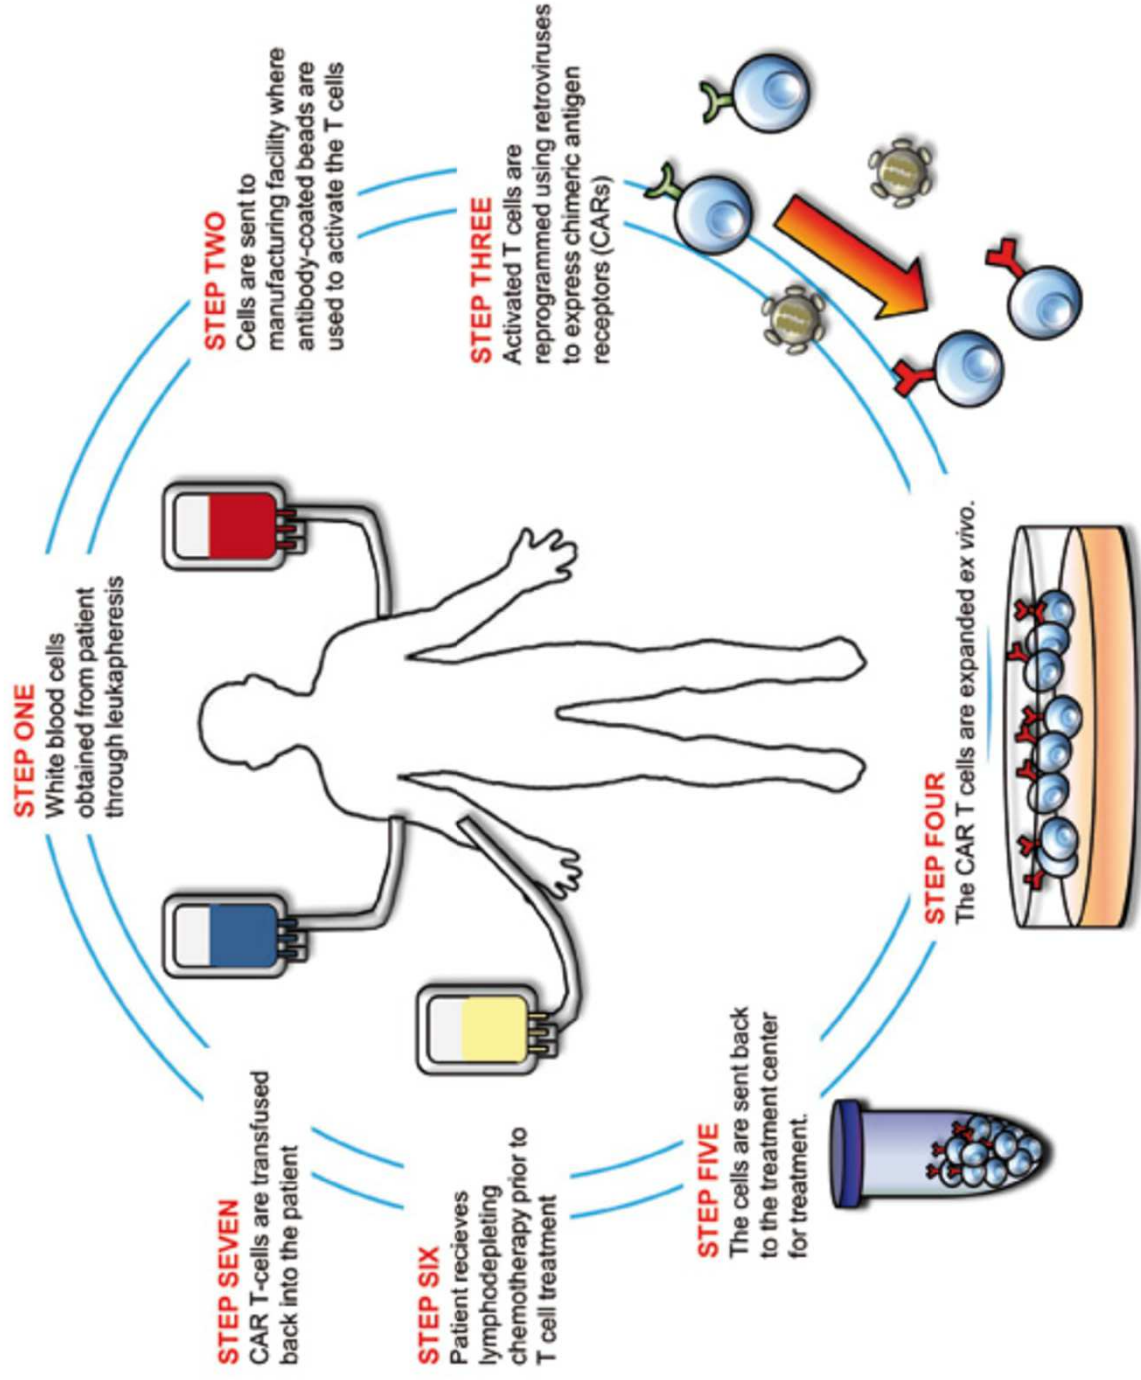 STEP ONE
White blood cells
obtained from patient
through leukapheresis
STEP TWO
Cells are sent to
manufacturing facility where
antibody-coated beads are
used to activate the T cells
STEP THREE
Activated T cells are
reprogrammed using retroviruses
to express chimeric antigen
receptors (CARs)
STEP FOUR
The CAR T cells are expanded ex vivo.
STEP FIVE
The cells are sent back
to the treatment center
for treatment.
STEP SIX
Patient recieves
lymphodepleting
chemotherapy prior to
T cell treatment
STEP SEVEN
CAR T-cells are transfused
back into the patient